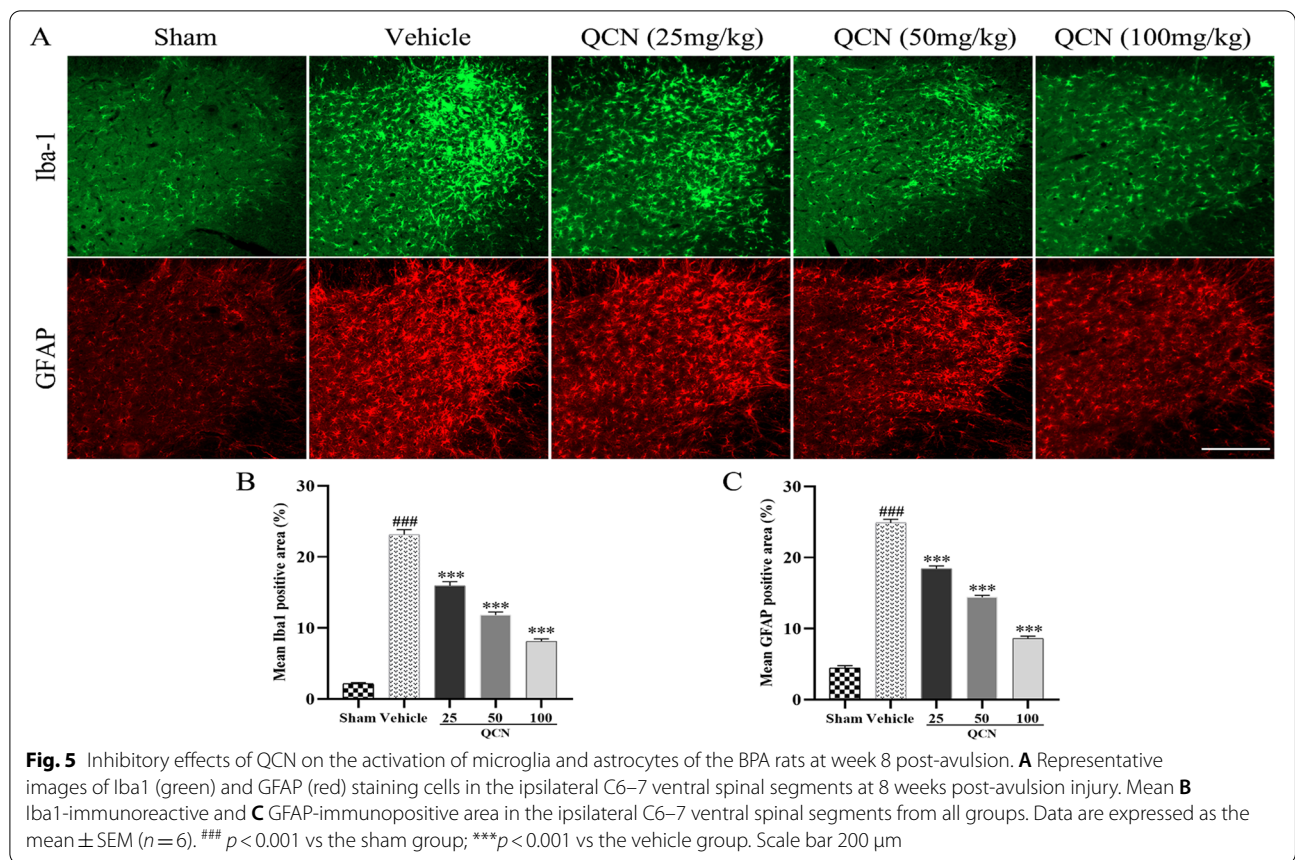 A
Sham Vehicle QCN (25mg/kg) QCN (50mg/kg) QCN (100mg/kg)
Iba-1
GFAP
B
Mean Iba1 positive area (%)
30
20
10
0
###
***
***
***
Sham Vehicle 25 50 100
QCN
C
Mean GFAP positive area (%)
30
20
10
0
###
***
***
***
Sham Vehicle 25 50 100
QCN
Fig. 5 Inhibitory effects of QCN on the activation of microglia and astrocytes of the BPA rats at week 8 post-avulsion. A Representative
images of Iba1 (green) and GFAP (red) staining cells in the ipsilateral C6–7 ventral spinal segments at 8 weeks post-avulsion injury. Mean B
Iba1-immunoreactive and C GFAP-immunopositive area in the ipsilateral C6–7 ventral spinal segments from all groups. Data are expressed as the
mean ± SEM (n = 6). ### p < 0.001 vs the sham group; ***p < 0.001 vs the vehicle group. Scale bar 200 µm